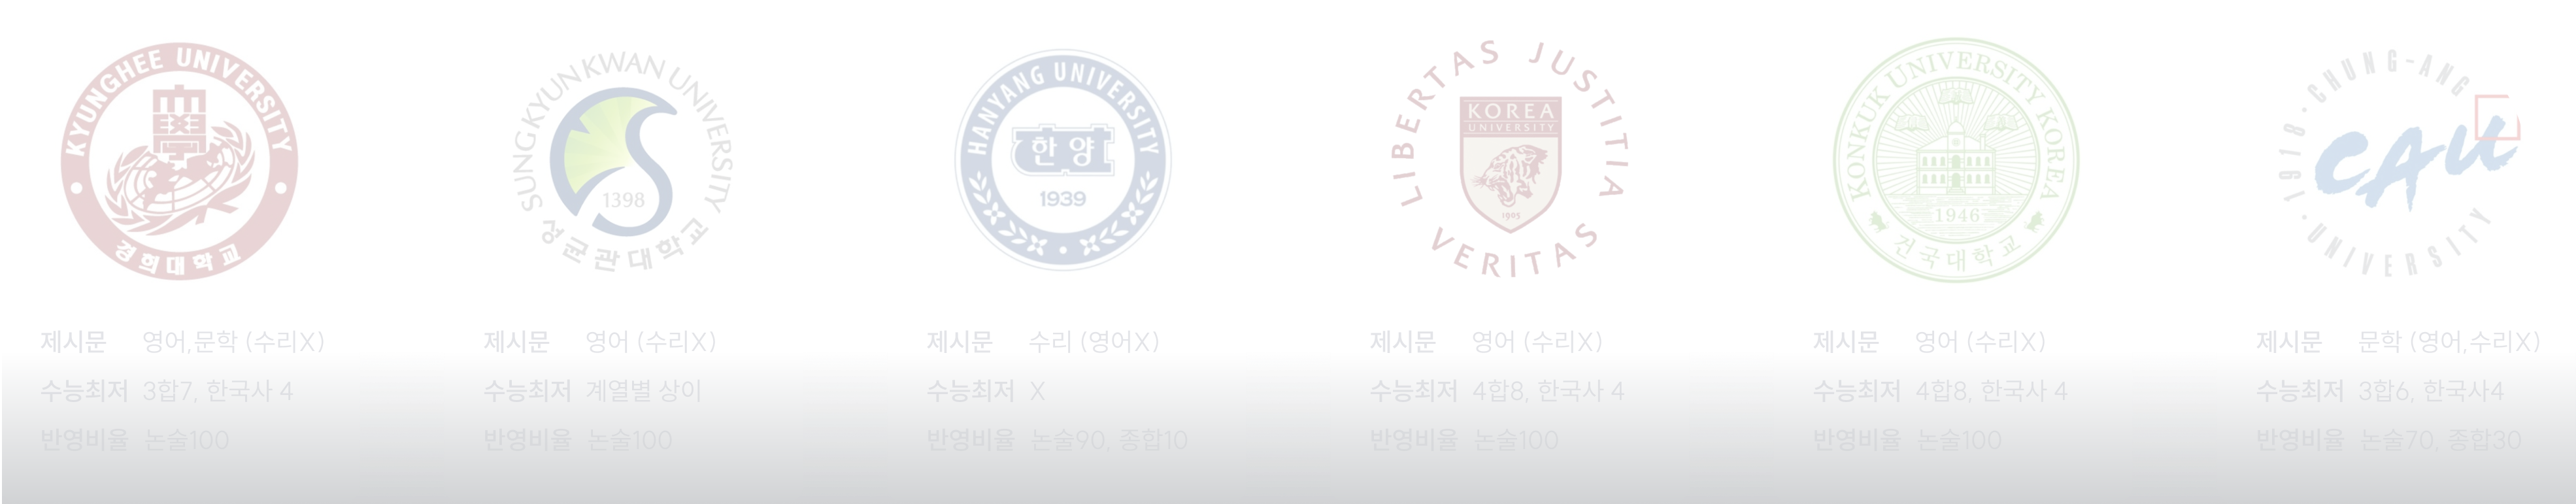 KYUNGHEE UNIVERSITY
경희대학교
제시문 영어,문학 (수리X)
수능최저 3합7, 한국사 4
반영비율 논술100
SUNGKYUNKWAN UNIVERSITY
1398
성균관대학교
제시문 영어 (수리X)
수능최저 계열별 상이
반영비율 논술100
HANYANG UNIVERSITY
한양
1939
제시문 수리 (영어X)
수능최저 X
반영비율 논술90, 종합10
LIBERTAS JUSTITIA
VERITAS
KOREA
UNIVERSITY
1905
제시문 영어 (수리X)
수능최저 4합8, 한국사 4
반영비율 논술100
KONKUK UNIVERSITY KOREA
1946
건국대학교
제시문 영어 (수리X)
수능최저 4합8, 한국사 4
반영비율 논술100
1918·CHUNG-ANG
·UNIVERSITY
CAU
제시문 문학 (영어,수리X)
수능최저 3합6, 한국사4
반영비율 논술70, 종합30